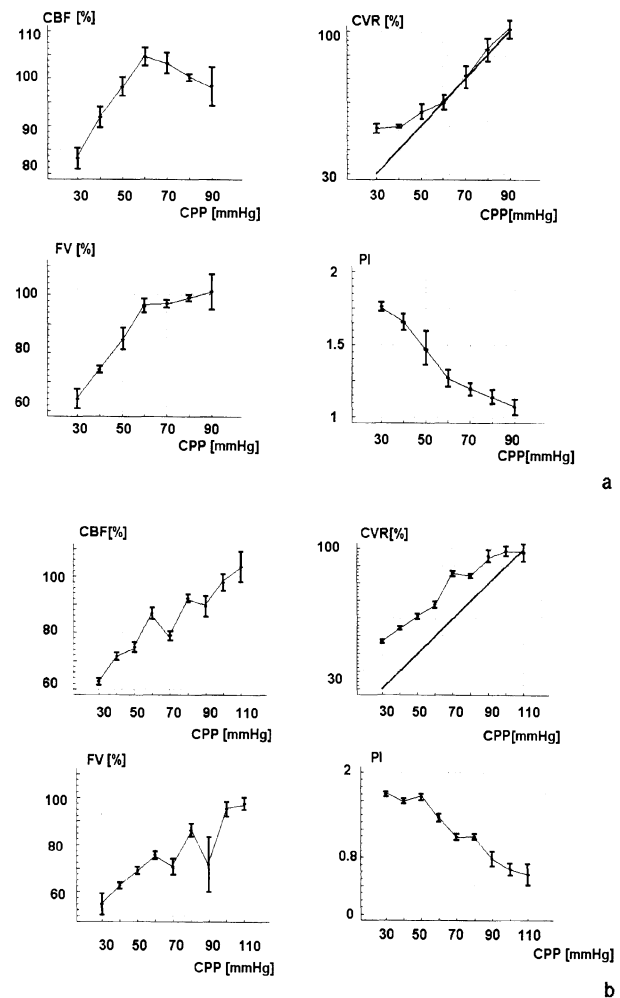 CBF [%]
110
100
90
80
30 50 70 90
CPP [mmHg]
CVR [%]
100
30
30 50 70 90
CPP[mmHg]
FV [%]
100
80
60
30 50 70 90
CPP [mmHg]
PI
2
1.5
1
30 50 70 90
CPP[mmHg]
a
CBF[%]
100
80
60
30 50 70 90 110
CPP [mmHg]
CVR[%]
100
30
30 50 70 90 110
CPP[mmHg]
FV [%]
100
80
60
30 50 70 90 110
CPP [mmHg]
PI
2
0.8
0
30 50 70 90 110
CPP [mmHg]
b